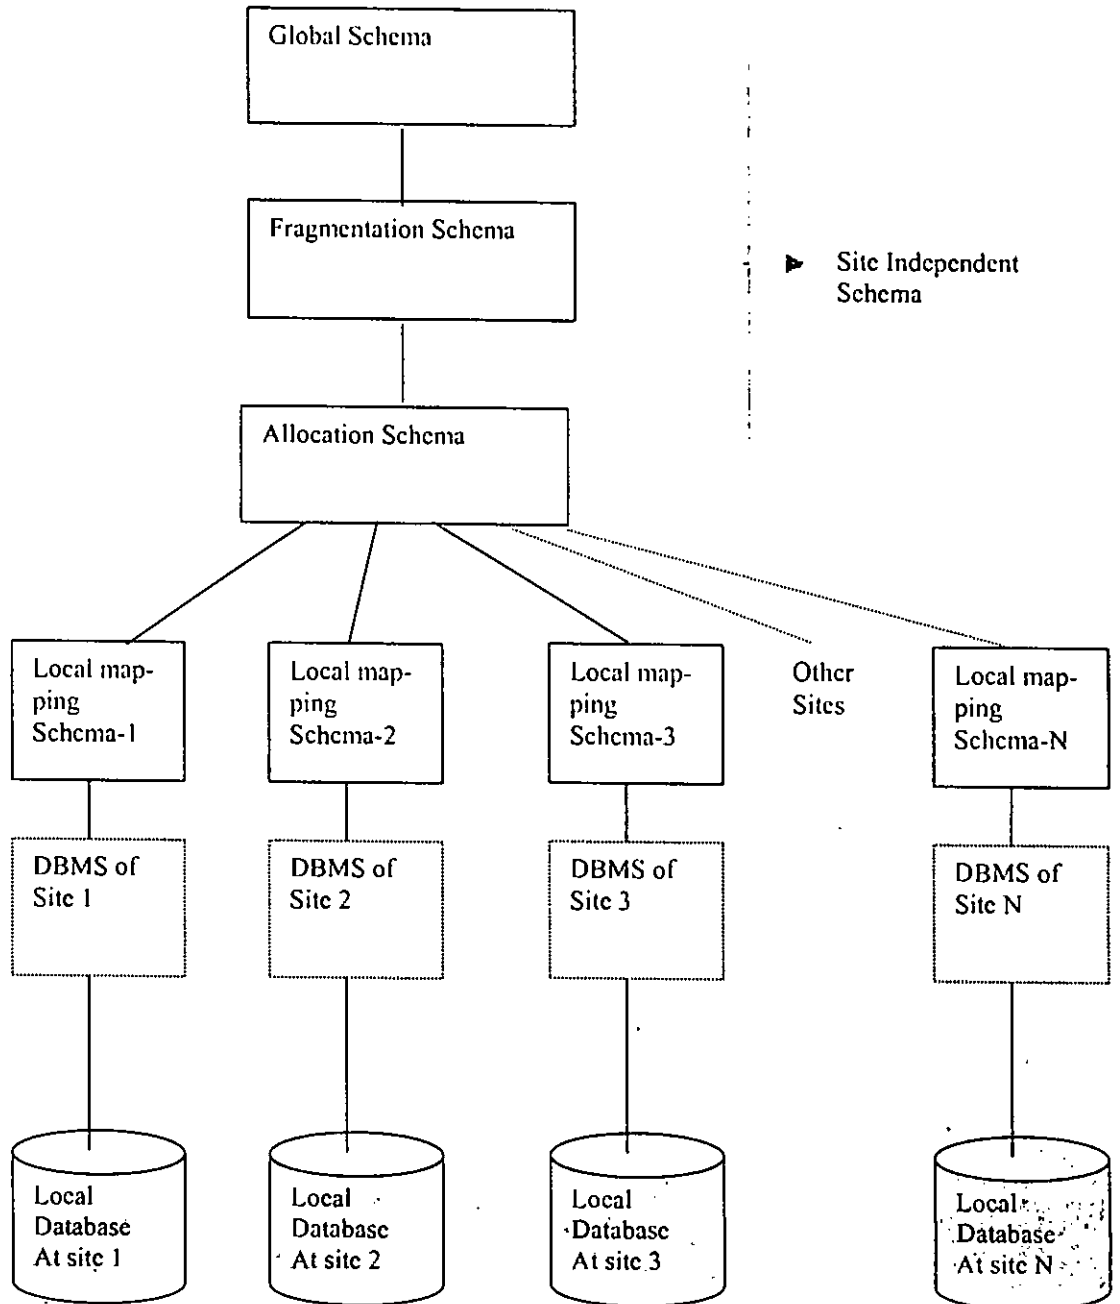 Global Schema
Fragmentation Schema
Site Independent
Schema
Allocation Schema
Local map-
ping
Schema-1
Local map-
ping
Schema-2
Local map-
ping
Schema-3
Other
Sites
Local map-
ping
Schema-N
DBMS of
Site 1
DBMS of
Site 2
DBMS of
Site 3
DBMS of
Site N
Local
Database
At site 1
Local
Database
At site 2
Local
Database
At site 3
Local
Database
At site N